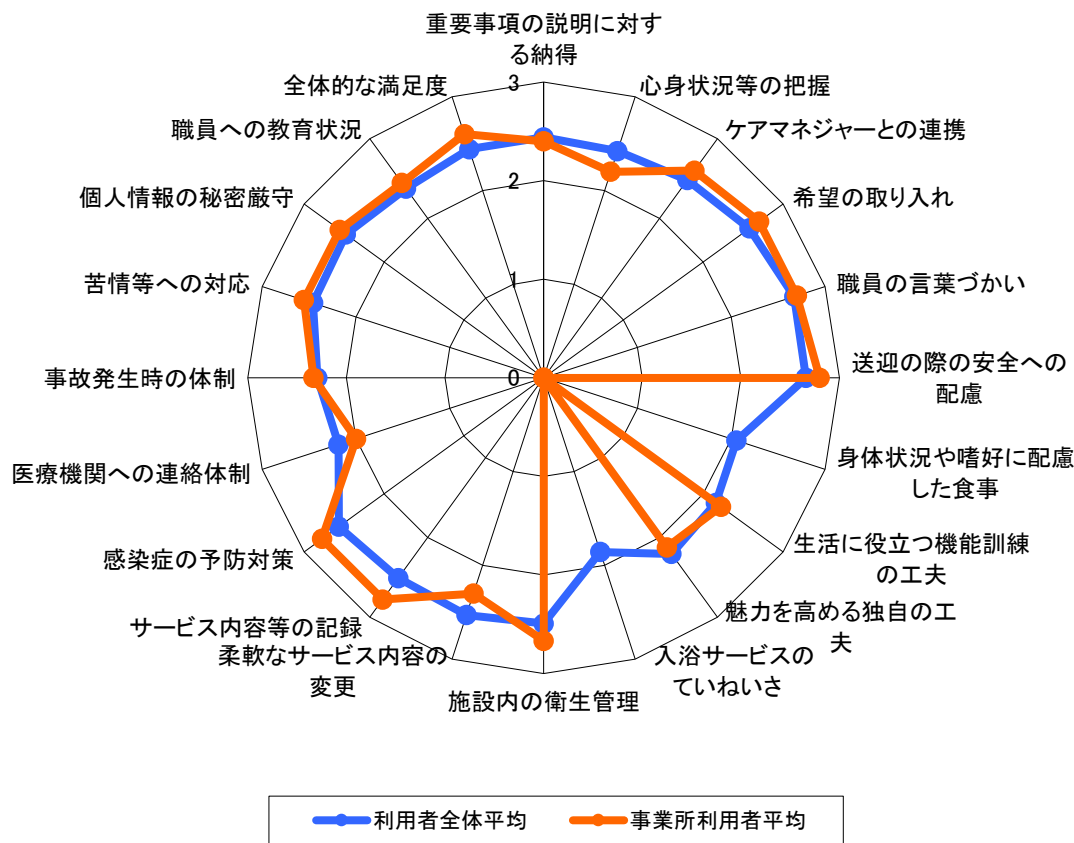 重要事項の説明に対す
る納得
心身状況等の把握
ケアマネジャーとの連携
希望の取り入れ
職員の言葉づかい
送迎の際の安全への
配慮
身体状況や嗜好に配慮
した食事
生活に役立つ機能訓練
の工夫
魅力を高める独自の工
夫
入浴サービスの
ていねいさ
施設内の衛生管理
柔軟なサービス内容の
変更
サービス内容等の記録
感染症の予防対策
医療機関への連絡体制
事故発生時の体制
苦情等への対応
個人情報の秘密厳守
職員への教育状況
全体的な満足度
3
2
1
0
利用者全体平均
事業所利用者平均